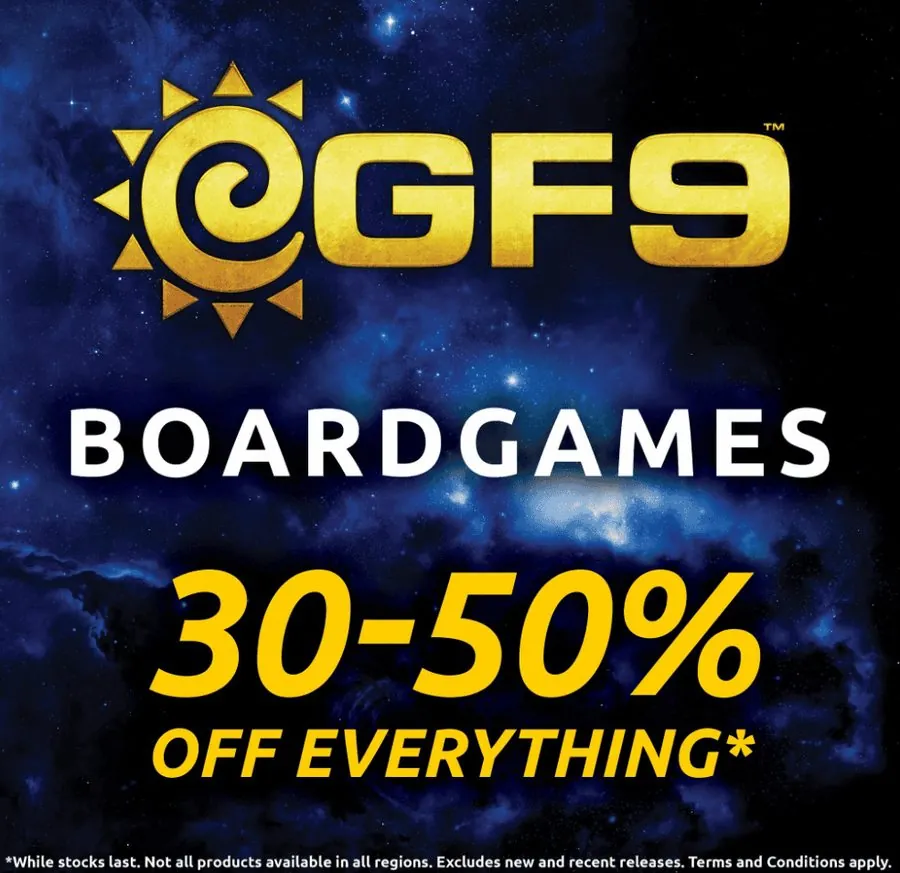 GF9™
BOARDGAMES
30-50%
OFF EVERYTHING*
*While stocks last. Not all products available in all regions. Excludes new and recent releases. Terms and Conditions apply.